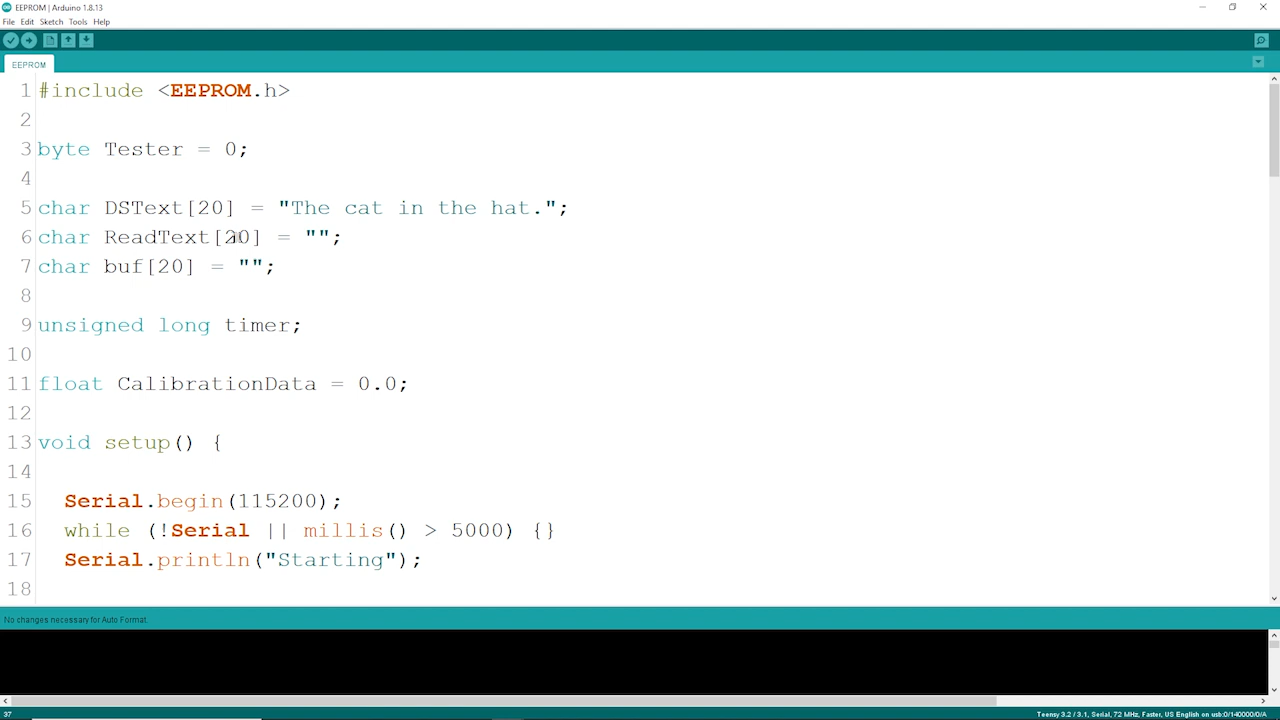 EEPROM | Arduino 1.8.13
File Edit Sketch Tools Help
EEPROM
1 #include <EEPROM.h>
2
3 byte Tester = 0;
4
5 char DSText[20] = "The cat in the hat.";
6 char ReadText[20] = "";
7 char buf[20] = "";
8
9 unsigned long timer;
10
11 float CalibrationData = 0.0;
12
13 void setup() {
14
15 Serial.begin(115200);
16 while (!Serial || millis() > 5000) {}
17 Serial.println("Starting");
18
No changes necessary for Auto Format.
37 Teensy 3.2 / 3.1, Serial, 72 MHz, Faster, US English on usb:0/140000/0/A